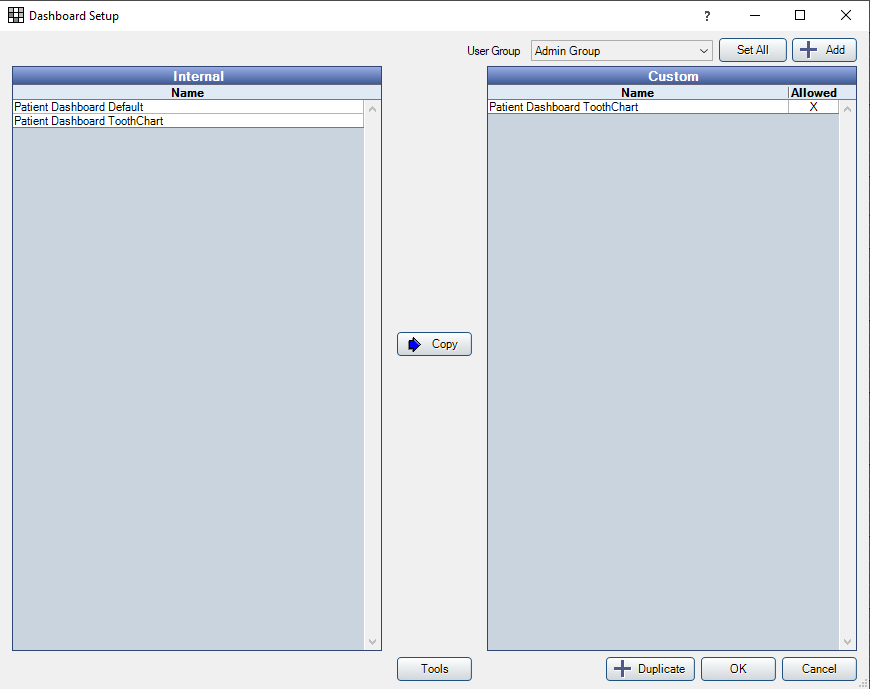 Dashboard Setup ?
User Group Admin Group Set All Add
Internal
Name
Patient Dashboard Default
Patient Dashboard ToothChart
Copy
Custom
Name Allowed
Patient Dashboard ToothChart X
Tools Duplicate OK Cancel